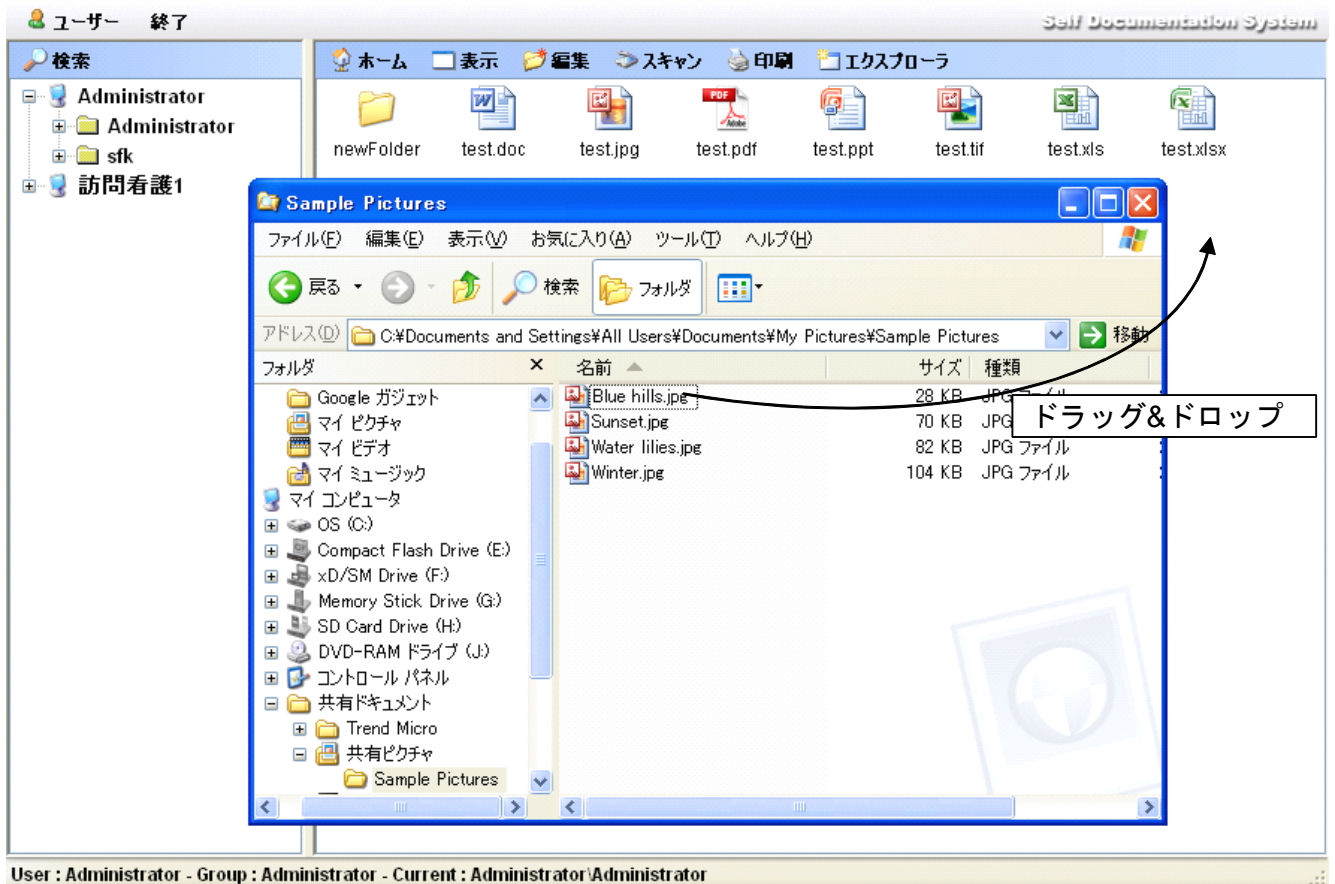 ユーザー 終了 Self Documentation System
検索
ホーム 表示 編集 スキャン 印刷 エクスプローラ
Administrator
Administrator
sfk
訪問看護1
newFolder test.doc test.jpg test.pdf test.ppt test.tif test.xls test.xlsx
Sample Pictures
ファイル(F) 編集(E) 表示(V) お気に入り(A) ツール(T) ヘルプ(H)
戻る 検索 フォルダ
アドレス(D) C:¥Documents and Settings¥All Users¥Documents¥My Pictures¥Sample Pictures 移動
フォルダ × 名前 サイズ 種類
Google ガジェット
マイ ピクチャ
マイ ビデオ
マイ ミュージック
マイ コンピュータ
OS (C:)
Compact Flash Drive (E:)
xD/SM Drive (F:)
Memory Stick Drive (G:)
SD Card Drive (H:)
DVD-RAM ドライブ (J:)
コントロール パネル
共有ドキュメント
Trend Micro
共有ピクチャ
Sample Pictures
Blue hills.jpg 28 KB JPG
Sunset.jpg 70 KB JPG
Water lilies.jpg 82 KB JPG ファイル
Winter.jpg 104 KB JPG ファイル
ドラッグ&ドロップ
User : Administrator - Group : Administrator - Current : Administrator\Administrator